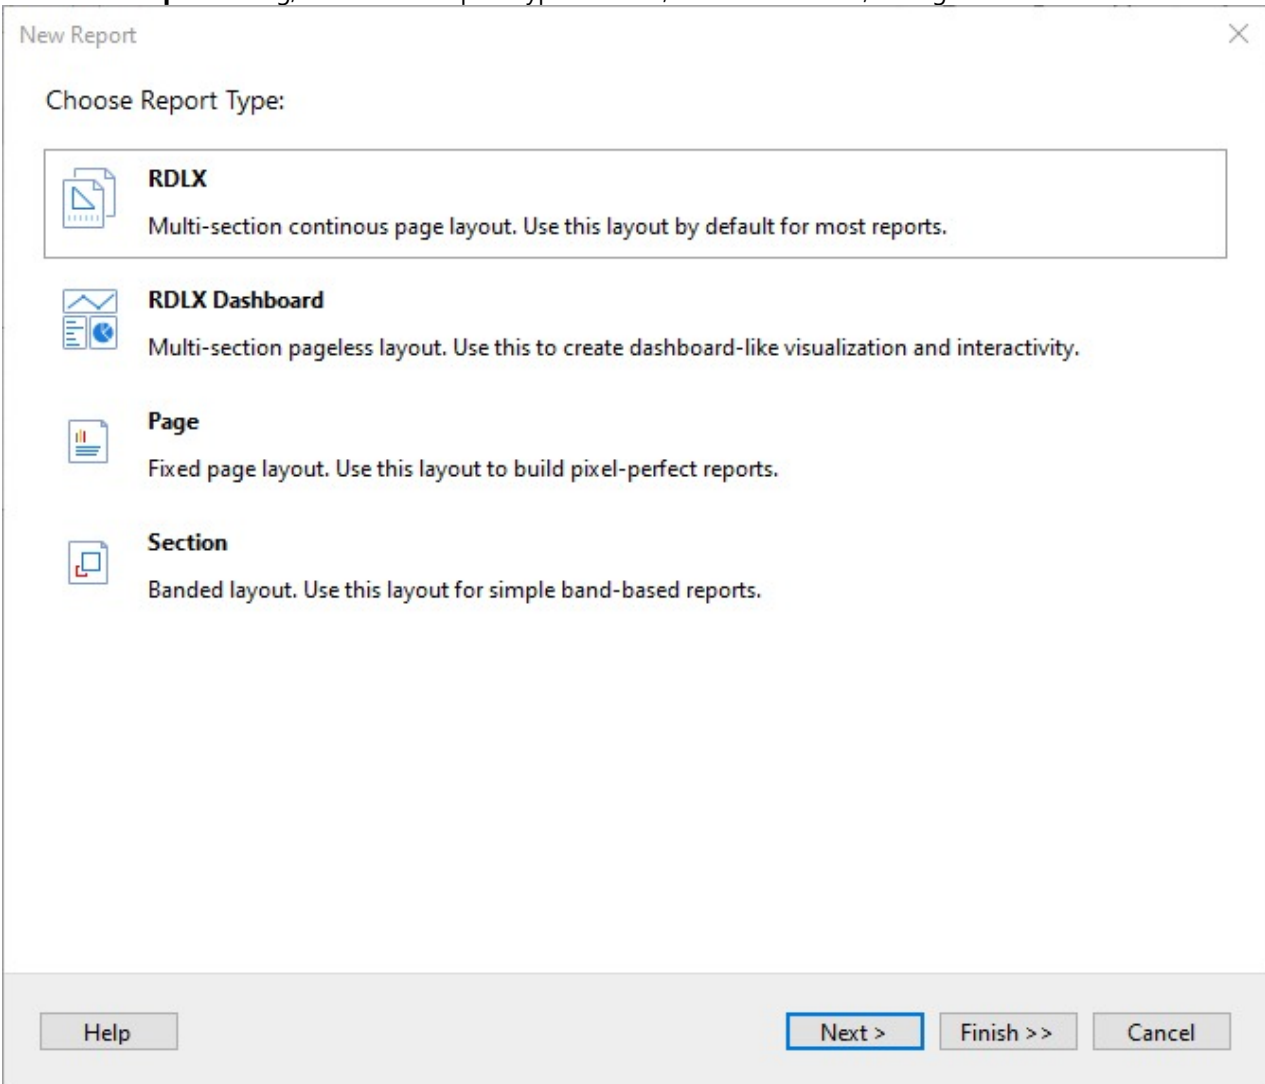 New Report
Choose Report Type:
RDLX
Multi-section continous page layout. Use this layout by default for most reports.
RDLX Dashboard
Multi-section pageless layout. Use this to create dashboard-like visualization and interactivity.
Page
Fixed page layout. Use this layout to build pixel-perfect reports.
Section
Banded layout. Use this layout for simple band-based reports.
Help
Next >
Finish >>
Cancel